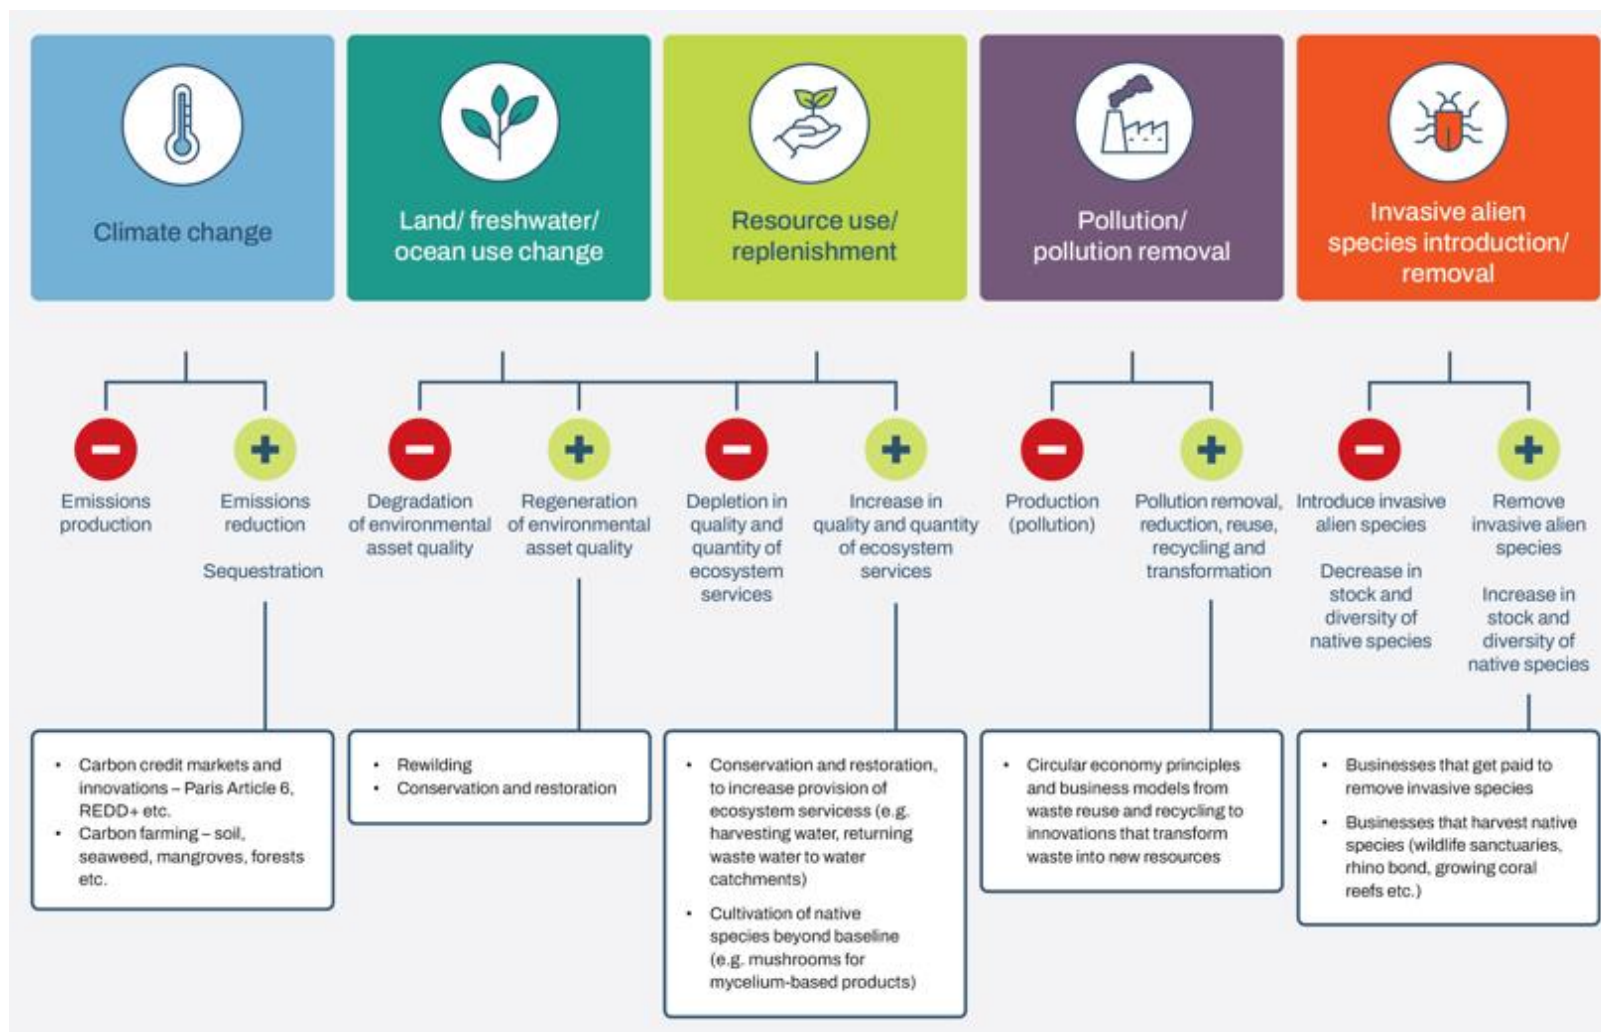 Climate change
Land/ freshwater/
ocean use change
Resource use/
replenishment
Pollution/
pollution removal
Invasive alien
species introduction/
removal
Emissions
production
Emissions
reduction
Sequestration
Degradation
of environmental
asset quality
Regeneration
of environmental
asset quality
Depletion in
quality and
quantity of
ecosystem
services
Increase in
quality and quantity
of ecosystem
services
Production
(pollution)
Pollution removal,
reduction, reuse,
recycling and
transformation
Introduce invasive
alien species
Decrease in
stock and
diversity of
native species
Remove
invasive alien
species
Increase in
stock and
diversity of
native species
• Carbon credit markets and
innovations – Paris Article 6,
REDD+ etc.
• Carbon farming – soil,
seaweed, mangroves, forests
etc.
• Rewilding
• Conservation and restoration
• Conservation and restoration,
to increase provision of
ecosystem servicess (e.g.
harvesting water, returning
waste water to water
catchments)
• Cultivation of native
species beyond baseline
(e.g. mushrooms for
mycelium-based products)
• Circular economy principles
and business models from
waste reuse and recycling to
innovations that transform
waste into new resources
• Businesses that get paid to
remove invasive species
• Businesses that harvest native
species (wildlife sanctuaries,
rhino bond, growing coral
reefs etc.)